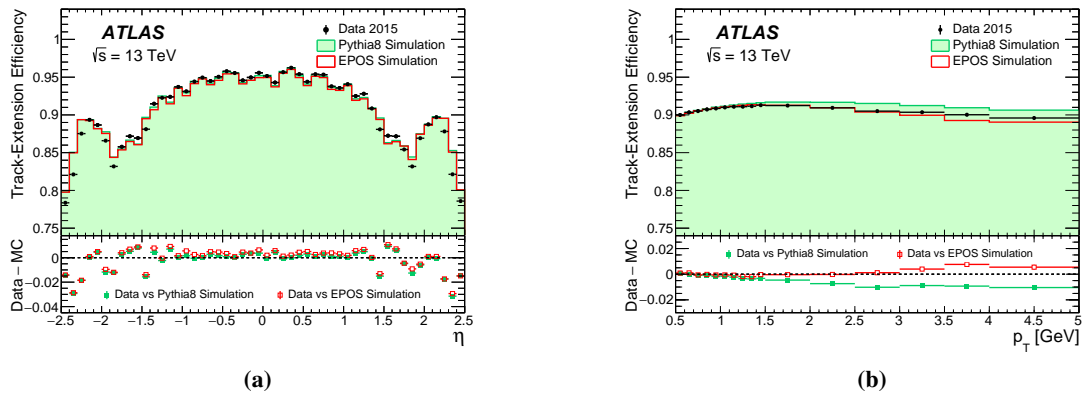 Track-Extension Efficiency
1
0.95
0.9
0.85
0.8
0.75
ATLAS
√s = 13 TeV
Data 2015
Pythia8 Simulation
EPOS Simulation
Data − MC
0
−0.02
−0.04
Data vs Pythia8 Simulation
Data vs EPOS Simulation
−2.5 −2 −1.5 −1 −0.5 0 0.5 1 1.5 2 2.5
η
(a)
Track-Extension Efficiency
1
0.95
0.9
0.85
0.8
0.75
ATLAS
√s = 13 TeV
Data 2015
Pythia8 Simulation
EPOS Simulation
Data − MC
0.02
0
−0.02
Data vs Pythia8 Simulation
Data vs EPOS Simulation
0.5 1 1.5 2 2.5 3 3.5 4 4.5 5
p_T [GeV]
(b)